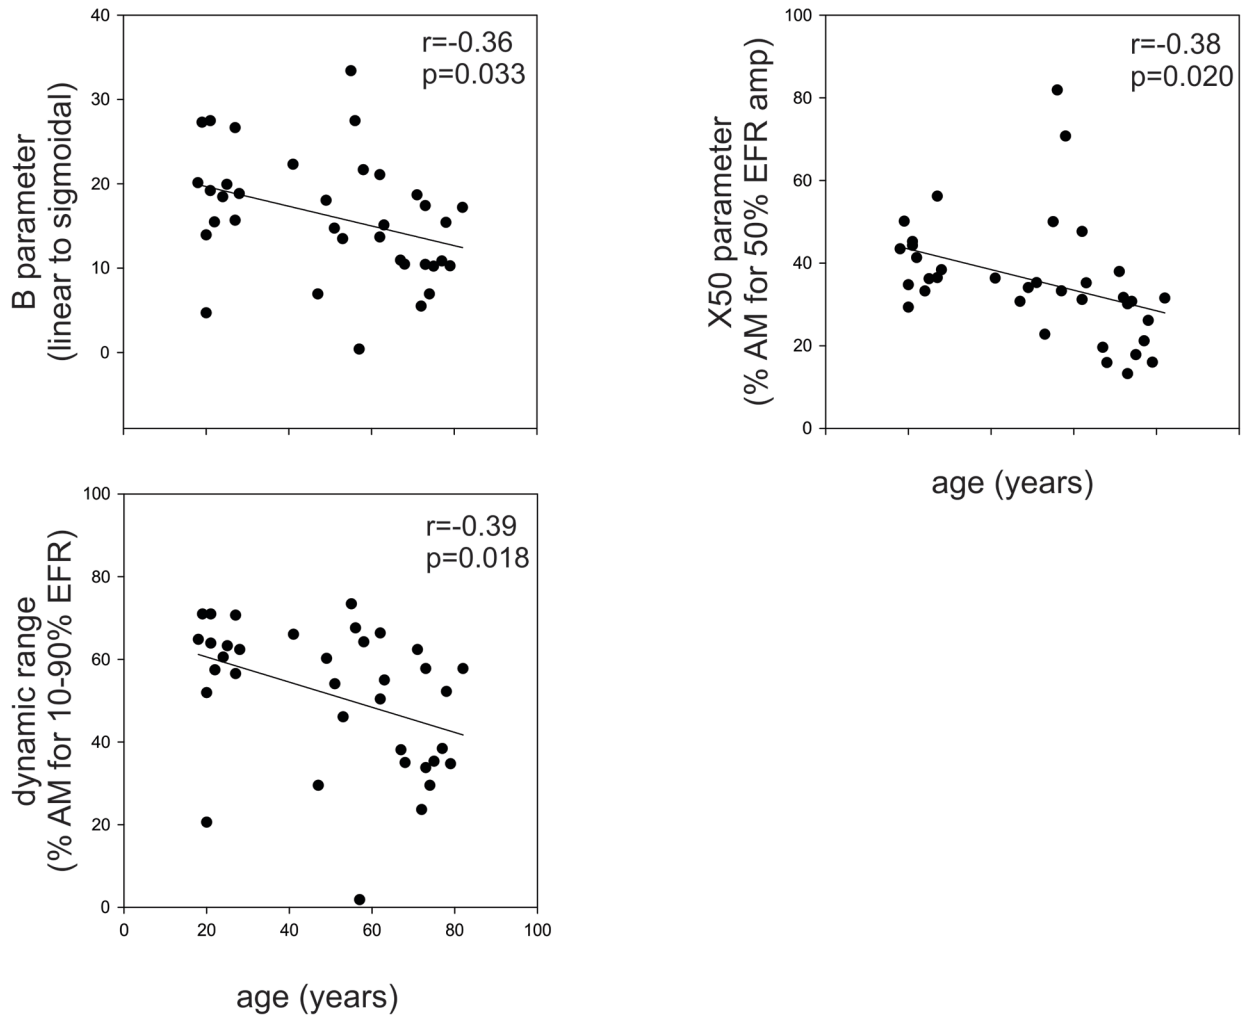 B parameter
(linear to sigmoidal)
40
30
20
10
0
r=-0.36
p=0.033
X50 parameter
(% AM for 50% EFR amp)
100
80
60
40
20
0
r=-0.38
p=0.020
age (years)
dynamic range
(% AM for 10-90% EFR)
100
80
60
40
20
0
r=-0.39
p=0.018
0 20 40 60 80 100
age (years)